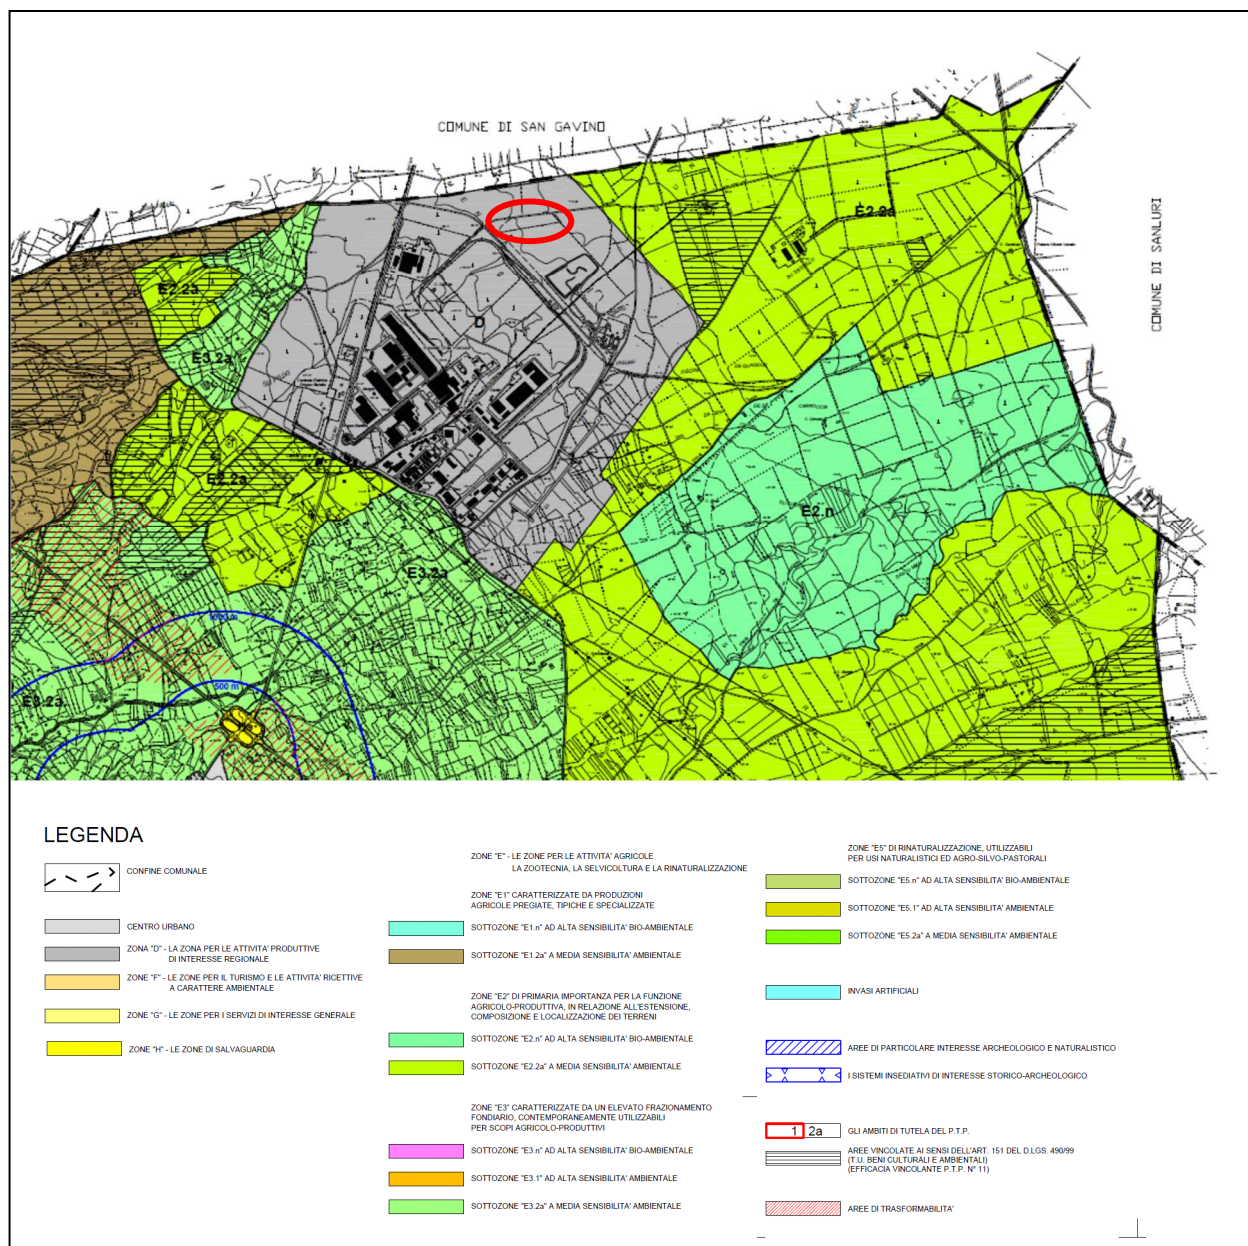 COMUNE DI SAN GAVINO
COMUNE DI SANLURI
E2.2a
E2.2a
E3.2a
D
E2.2a
E2.n
E3.2a
E3.2a
500 m
LEGENDA
CONFINE COMUNALE
CENTRO URBANO
ZONA "D" - LA ZONA PER LE ATTIVITA' PRODUTTIVE
DI INTERESSE REGIONALE
ZONE "F" - LE ZONE PER IL TURISMO E LE ATTIVITA' RICETTIVE
A CARATTERE AMBIENTALE
ZONE "G" - LE ZONE PER I SERVIZI DI INTERESSE GENERALE
ZONE "H" - LE ZONE DI SALVAGUARDIA
ZONE "E" - LE ZONE PER LE ATTIVITA' AGRICOLE
LA ZOOTECNIA, LA SELVICOLTURA E LA RINATURALIZZAZIONE
ZONE "E1" CARATTERIZZATE DA PRODUZIONI
AGRICOLE PREGIATE, TIPICHE E SPECIALIZZATE
SOTTOZONE "E1.n" AD ALTA SENSIBILITA' BIO-AMBIENTALE
SOTTOZONE "E1.2a" A MEDIA SENSIBILITA' AMBIENTALE
ZONE "E2" DI PRIMARIA IMPORTANZA PER LA FUNZIONE
AGRICOLO-PRODUTTIVA, IN RELAZIONE ALL'ESTENSIONE,
COMPOSIZIONE E LOCALIZZAZIONE DEI TERRENI
SOTTOZONE "E2.n" AD ALTA SENSIBILITA' BIO-AMBIENTALE
SOTTOZONE "E2.2a" A MEDIA SENSIBILITA' AMBIENTALE
ZONE "E3" CARATTERIZZATE DA UN ELEVATO FRAZIONAMENTO
FONDIARIO, CONTEMPORANEAMENTE UTILIZZABILI
PER SCOPI AGRICOLO-PRODUTTIVI
SOTTOZONE "E3.n" AD ALTA SENSIBILITA' BIO-AMBIENTALE
SOTTOZONE "E3.1" AD ALTA SENSIBILITA' AMBIENTALE
SOTTOZONE "E3.2a" A MEDIA SENSIBILITA' AMBIENTALE
ZONE "E5" DI RINATURALIZZAZIONE, UTILIZZABILI
PER USI NATURALISTICI ED AGRO-SILVO-PASTORALI
SOTTOZONE "E5.n" AD ALTA SENSIBILITA' BIO-AMBIENTALE
SOTTOZONE "E5.1" AD ALTA SENSIBILITA' AMBIENTALE
SOTTOZONE "E5.2a" A MEDIA SENSIBILITA' AMBIENTALE
INVASI ARTIFICIALI
AREE DI PARTICOLARE INTERESSE ARCHEOLOGICO E NATURALISTICO
I SISTEMI INSEDIATIVI DI INTERESSE STORICO-ARCHEOLOGICO
1 2a GLI AMBITI DI TUTELA DEL P.T.P.
AREE VINCOLATE AI SENSI DELL'ART. 151 DEL D.LGS. 490/99
(T.U. BENI CULTURALI E AMBIENTALI)
(EFFICACIA VINCOLANTE P.T.P. N° 11)
AREE DI TRASFORMABILITA'